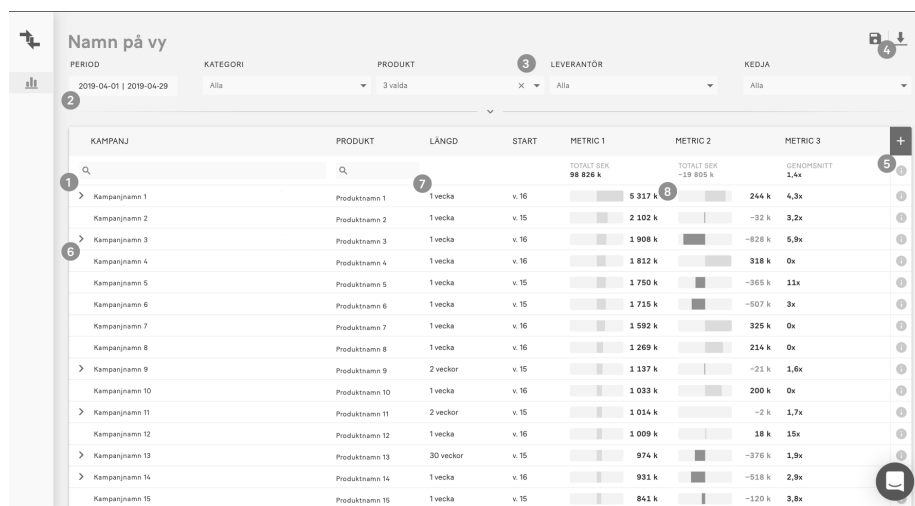 Namn på vy
4
PERIOD KATEGORI PRODUKT 3 LEVERANTÖR KEDJA
2019-04-01 | 2019-04-29 Alla 3 valda Alla Alla
2
KAMPANJ PRODUKT LÄNGD START METRIC 1 METRIC 2 METRIC 3
TOTALT SEK TOTALT SEK GENOMSNITT 5
98 826 k −19 805 k 1,4x
1 7 8
Kampanjnamn 1 Produktnamn 1 1 vecka v. 16 5 317 k 244 k 4,3x
Kampanjnamn 2 Produktnamn 2 1 vecka v. 15 2 102 k −32 k 3,2x
Kampanjnamn 3 Produktnamn 3 1 vecka v. 16 1 908 k −828 k 5,9x
6
Kampanjnamn 4 Produktnamn 4 1 vecka v. 16 1 812 k 318 k 0x
Kampanjnamn 5 Produktnamn 5 1 vecka v. 15 1 750 k −365 k 11x
Kampanjnamn 6 Produktnamn 6 1 vecka v. 15 1 715 k −507 k 3x
Kampanjnamn 7 Produktnamn 7 1 vecka v. 16 1 592 k 325 k 0x
Kampanjnamn 8 Produktnamn 8 1 vecka v. 16 1 269 k 214 k 0x
Kampanjnamn 9 Produktnamn 9 2 veckor v. 15 1 137 k −21 k 1,6x
Kampanjnamn 10 Produktnamn 10 1 vecka v. 16 1 033 k 200 k 0x
Kampanjnamn 11 Produktnamn 11 2 veckor v. 15 1 014 k −2 k 1,7x
Kampanjnamn 12 Produktnamn 12 1 vecka v. 16 1 009 k 18 k 15x
Kampanjnamn 13 Produktnamn 13 30 veckor v. 15 974 k −376 k 1,9x
Kampanjnamn 14 Produktnamn 14 1 vecka v. 16 931 k −518 k 2,9x
Kampanjnamn 15 Produktnamn 15 1 vecka v. 15 841 k −120 k 3,8x